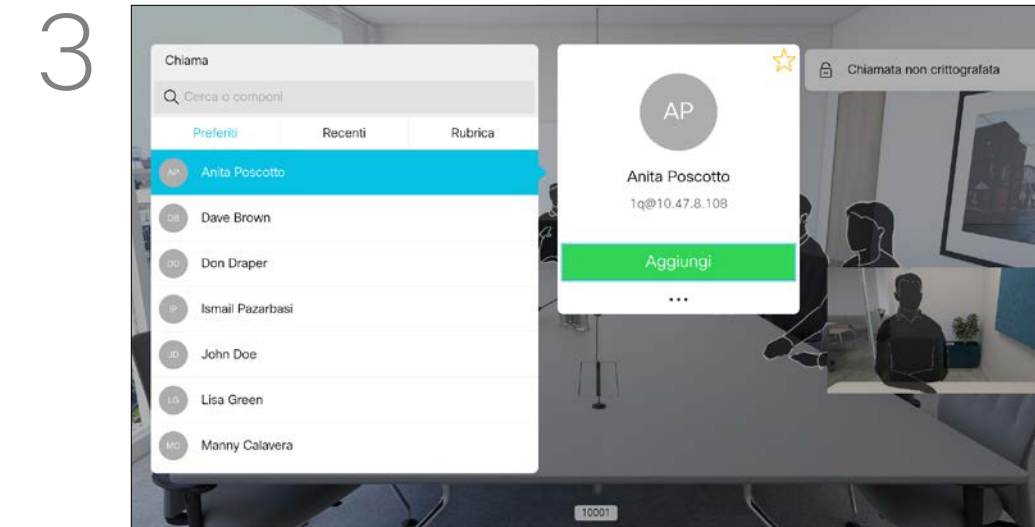 3
Chiama
Cerca o componi
Preferiti Recenti Rubrica
AP Anita Poscotto
DB Dave Brown
DD Don Draper
IP Ismail Pazarbasi
JD John Doe
LG Lisa Green
MC Manny Calavera
AP
Anita Poscotto
1q@10.47.8.108
Aggiungi
...
Chiamata non crittografata
10001